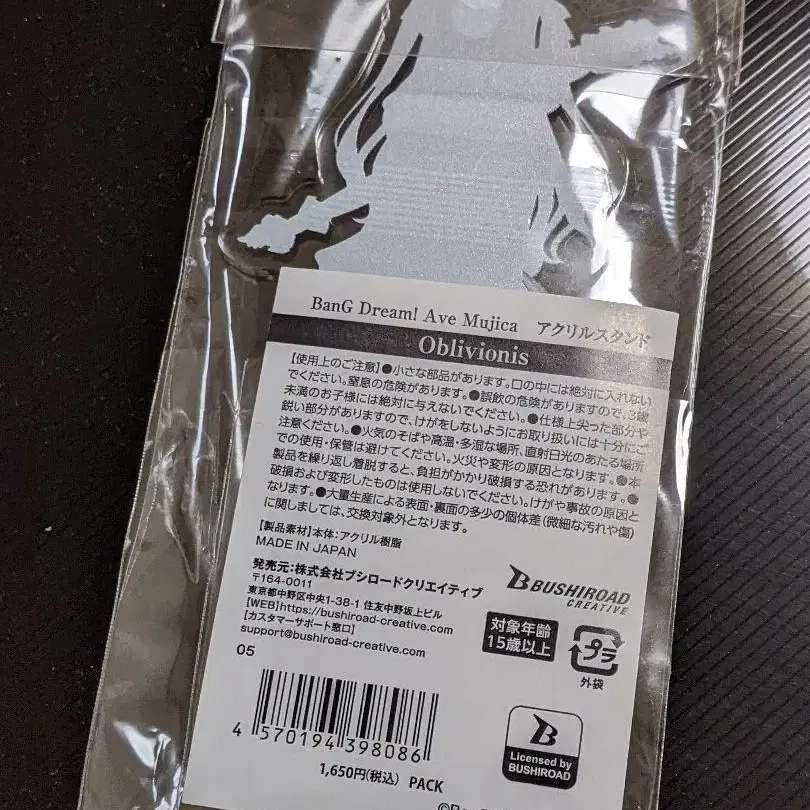 BanG Dream! Ave Mujica アクリルスタンド
Oblivionis
【使用上のご注意】●小さな部品があります。口の中には絶対に入れない
でください。窒息の危険があります。●誤飲の危険がありますので、3歳
未満のお子様には絶対に与えないでください。●仕様上尖った部分や
鋭い部分がありますので、けがをしないようにお取り扱いには十分にご
注意ください。●火気のそばや高温・多湿な場所、直射日光のあたる場所
での使用・保管は避けてください。火災や変形の原因となります。●本
製品を繰り返し着脱すると、負担がかかり破損する恐れがあります。●
破損および変形したものは使用しないでください。けがや事故の原因と
なります。●大量生産による表面・裏面の多少の個体差(微細な汚れや傷)
に関しましては、交換対象外となります。
【製品素材】本体:アクリル樹脂
MADE IN JAPAN
発売元:株式会社ブシロードクリエイティブ
〒164-0011
東京都中野区中央1-38-1 住友中野坂上ビル
【WEB】https://bushiroad-creative.com/
【カスタマーサポート窓口】
support@bushiroad-creative.com
BUSHIROAD
CREATIVE
対象年齢
15歳以上
プラ
外袋
05
4 570194 398086
1,650円(税込) PACK
B
Licensed by
BUSHIROAD